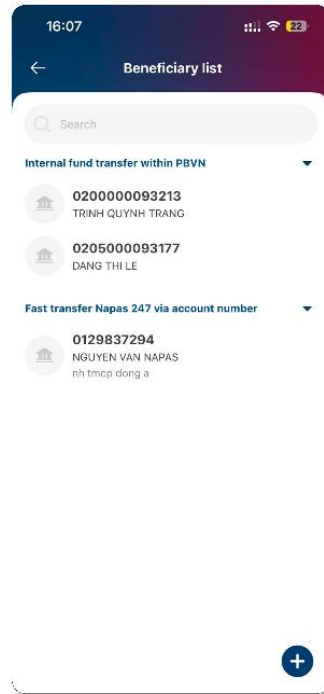 16:07
22
Beneficiary list
Search
Internal fund transfer within PBVN
0200000093213
TRINH QUYNH TRANG
0205000093177
DANG THI LE
Fast transfer Napas 247 via account number
0129837294
NGUYEN VAN NAPAS
nh tmcp dong a